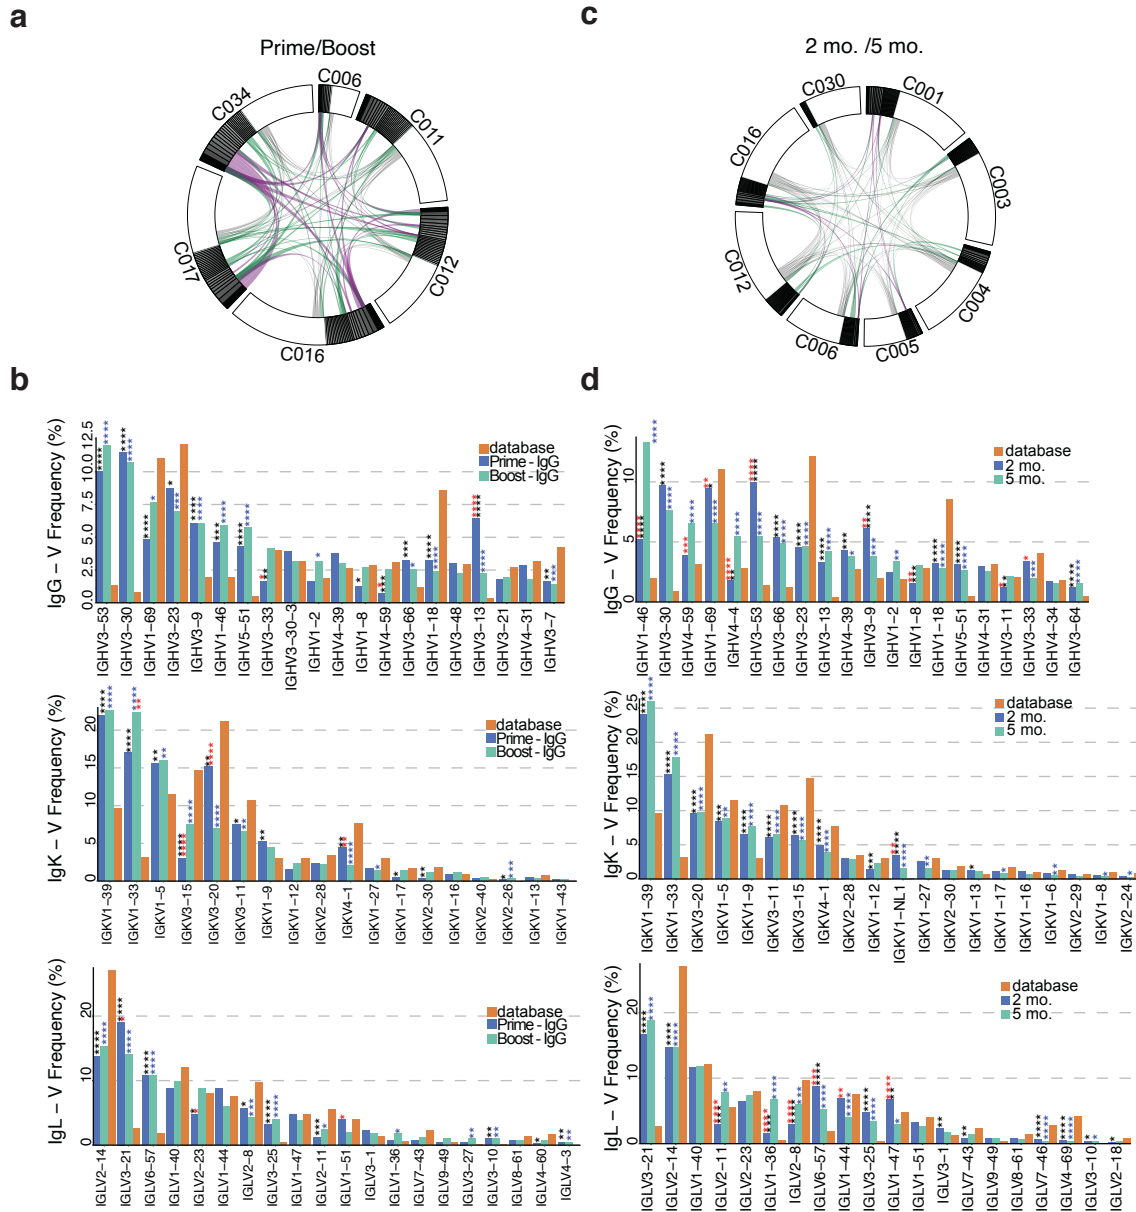 a
Prime/Boost
C006
C011
C012
C016
C017
C034
c
2 mo. /5 mo.
C030
C001
C003
C004
C005
C006
C012
C016
b
IgG – V Frequency (%)
0.0 2.5 5.0 7.5 10.0 12.5
database
Prime - IgG
Boost - IgG
IGHV3–53 IGHV3–30 IGHV1–69 IGHV3–23 IGHV3–9 IGHV1–46 IGHV5–51 IGHV3–33 IGHV3–30–3 IGHV1–2 IGHV4–39 IGHV1–8 IGHV4–59 IGHV3–66 IGHV1–18 IGHV3–48 IGHV3–13 IGHV3–21 IGHV4–31 IGHV3–7
IgK – V Frequency (%)
0 5 10 15 20
database
Prime - IgG
Boost - IgG
IGKV1–39 IGKV1–33 IGKV1–5 IGKV3–15 IGKV3–20 IGKV3–11 IGKV1–9 IGKV1–12 IGKV2–28 IGKV4–1 IGKV1–27 IGKV1–17 IGKV2–30 IGKV1–16 IGKV2–40 IGKV2–26 IGKV1–13 IGKV1–43
IgL – V Frequency (%)
0 10 20
database
Prime - IgG
Boost - IgG
IGLV2–14 IGLV3–21 IGLV6–57 IGLV1–40 IGLV2–23 IGLV1–44 IGLV2–8 IGLV3–25 IGLV1–47 IGLV2–11 IGLV1–51 IGLV3–1 IGLV1–36 IGLV7–43 IGLV9–49 IGLV3–27 IGLV3–10 IGLV8–61 IGLV4–60 IGLV4–3
d
IgG – V Frequency (%)
0 5 10
database
2 mo.
5 mo.
IGHV1–46 IGHV3–30 IGHV4–59 IGHV1–69 IGHV4–4 IGHV3–53 IGHV3–66 IGHV3–23 IGHV3–13 IGHV4–39 IGHV3–9 IGHV1–2 IGHV1–8 IGHV1–18 IGHV5–51 IGHV4–31 IGHV3–11 IGHV3–33 IGHV4–34 IGHV3–64
IgK – V Frequency (%)
0 5 10 15 20 25
database
2 mo.
5 mo.
IGKV1–39 IGKV1–33 IGKV3–20 IGKV1–5 IGKV1–9 IGKV3–11 IGKV3–15 IGKV4–1 IGKV2–28 IGKV1–12 IGKV1–NL1 IGKV1–27 IGKV2–30 IGKV1–13 IGKV1–17 IGKV1–16 IGKV1–6 IGKV2–29 IGKV1–8 IGKV2–24
IgL – V Frequency (%)
0 10 20
database
2 mo.
5 mo.
IGLV3–21 IGLV2–14 IGLV1–40 IGLV2–11 IGLV2–23 IGLV1–36 IGLV2–8 IGLV6–57 IGLV1–44 IGLV3–25 IGLV1–47 IGLV1–51 IGLV3–1 IGLV7–43 IGLV9–49 IGLV8–61 IGLV7–46 IGLV4–69 IGLV3–10 IGLV2–18